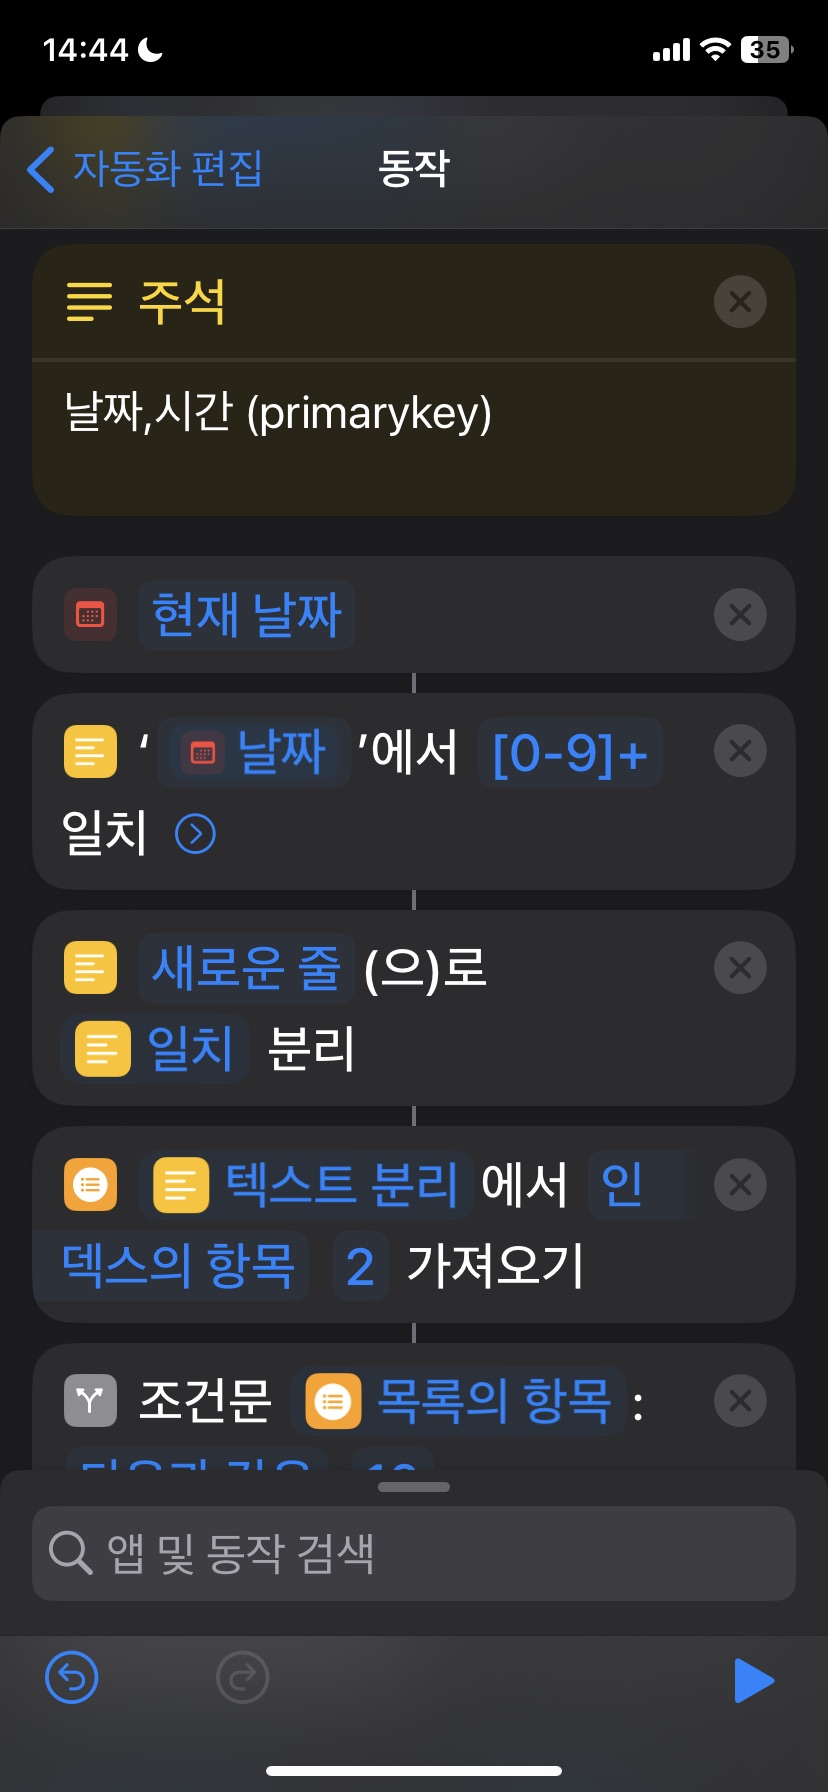 14:44
35
자동화 편집
동작
주석
날짜,시간 (primarykey)
현재 날짜
‘ 날짜 ’에서 [0-9]+
일치
새로운 줄 (으)로
일치 분리
텍스트 분리 에서 인
덱스의 항목 2 가져오기
조건문 목록의 항목 :
앱 및 동작 검색